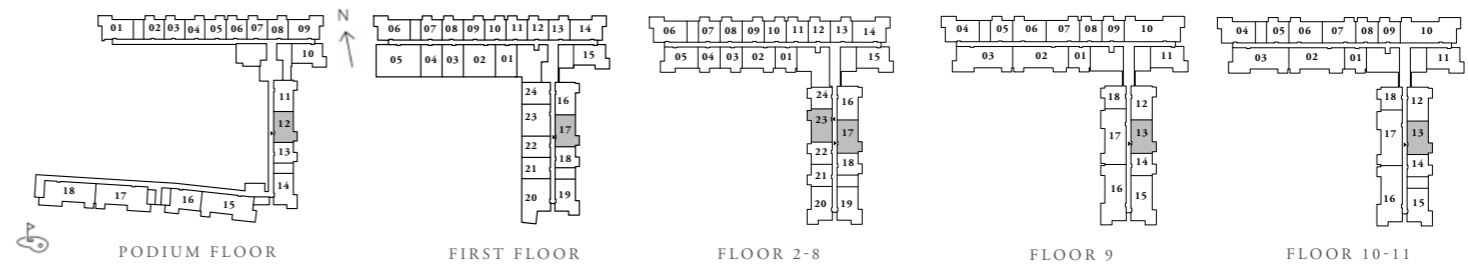 N
01 02 03 04 05 06 07 08 09
10
11
12
13
14
18 17 16 15
PODIUM FLOOR
06 07 08 09 10 11 12 13 14
05 04 03 02 01 15
24 16
23 17
22 18
21
20 19
FIRST FLOOR
06 07 08 09 10 11 12 13 14
05 04 03 02 01 15
24 16
23 17
22 18
21
20 19
FLOOR 2-8
04 05 06 07 08 09 10
03 02 01 11
18 12
17 13
14
16 15
FLOOR 9
04 05 06 07 08 09 10
03 02 01 11
18 12
17 13
14
16 15
FLOOR 10-11